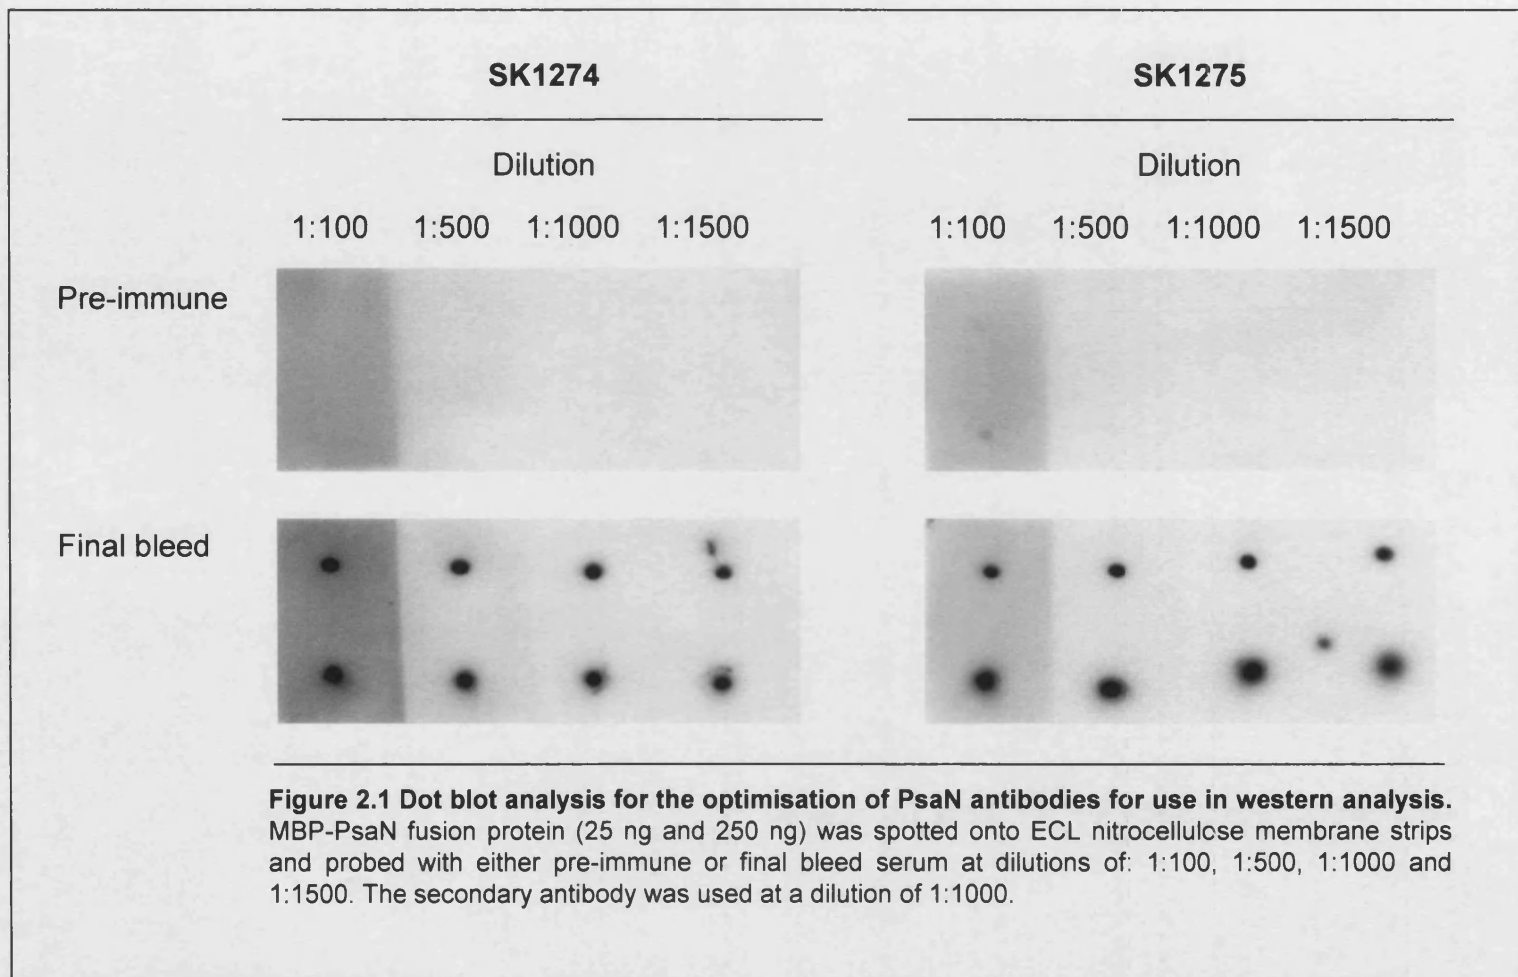 SK1274 SK1275
Dilution Dilution
1:100 1:500 1:1000 1:1500 1:100 1:500 1:1000 1:1500
Pre-immune
Final bleed
Figure 2.1 Dot blot analysis for the optimisation of PsaN antibodies for use in western analysis.
MBP-PsaN fusion protein (25 ng and 250 ng) was spotted onto ECL nitrocellulose membrane strips
and probed with either pre-immune or final bleed serum at dilutions of: 1:100, 1:500, 1:1000 and
1:1500. The secondary antibody was used at a dilution of 1:1000.